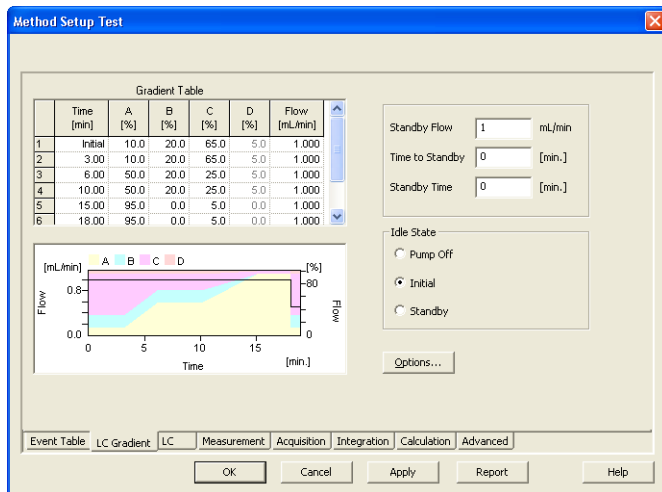 Method Setup Test
Gradient Table
Time [min] A [%] B [%] C [%] D [%] Flow [mL/min]
1 Initial 10.0 20.0 65.0 5.0 1.000
2 3.00 10.0 20.0 65.0 5.0 1.000
3 6.00 50.0 20.0 25.0 5.0 1.000
4 10.00 50.0 20.0 25.0 5.0 1.000
5 15.00 95.0 0.0 5.0 0.0 1.000
6 18.00 95.0 0.0 5.0 0.0 1.000
Standby Flow 1 mL/min
Time to Standby 0 [min.]
Standby Time 0 [min.]
Idle State
Pump Off
Initial
Standby
Options...
[mL/min] A B C D [%]
0.8 80
Flow Flow
0.0 0
0 5 10 15 [min.]
Time
Event Table LC Gradient LC Measurement Acquisition Integration Calculation Advanced
OK Cancel Apply Report Help